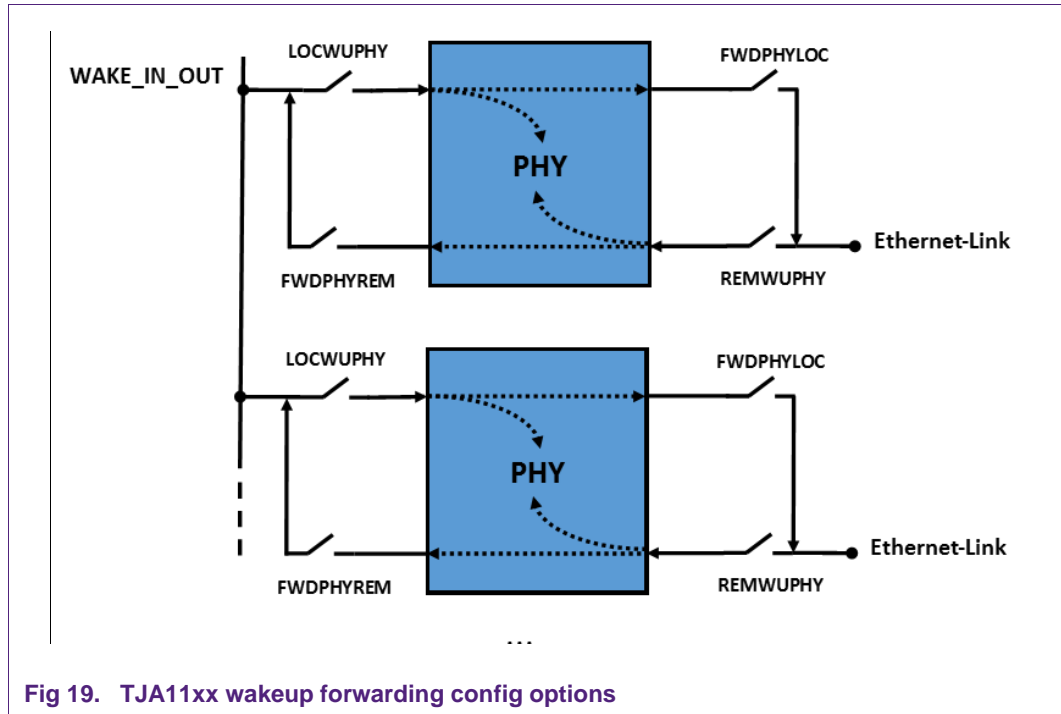 LOCWUPHY
FWDPHYLOC
WAKE_IN_OUT
PHY
Ethernet-Link
FWDPHYREM
REMWUPHY
LOCWUPHY
FWDPHYLOC
PHY
Ethernet-Link
FWDPHYREM
REMWUPHY
...
Fig 19. TJA11xx wakeup forwarding config options